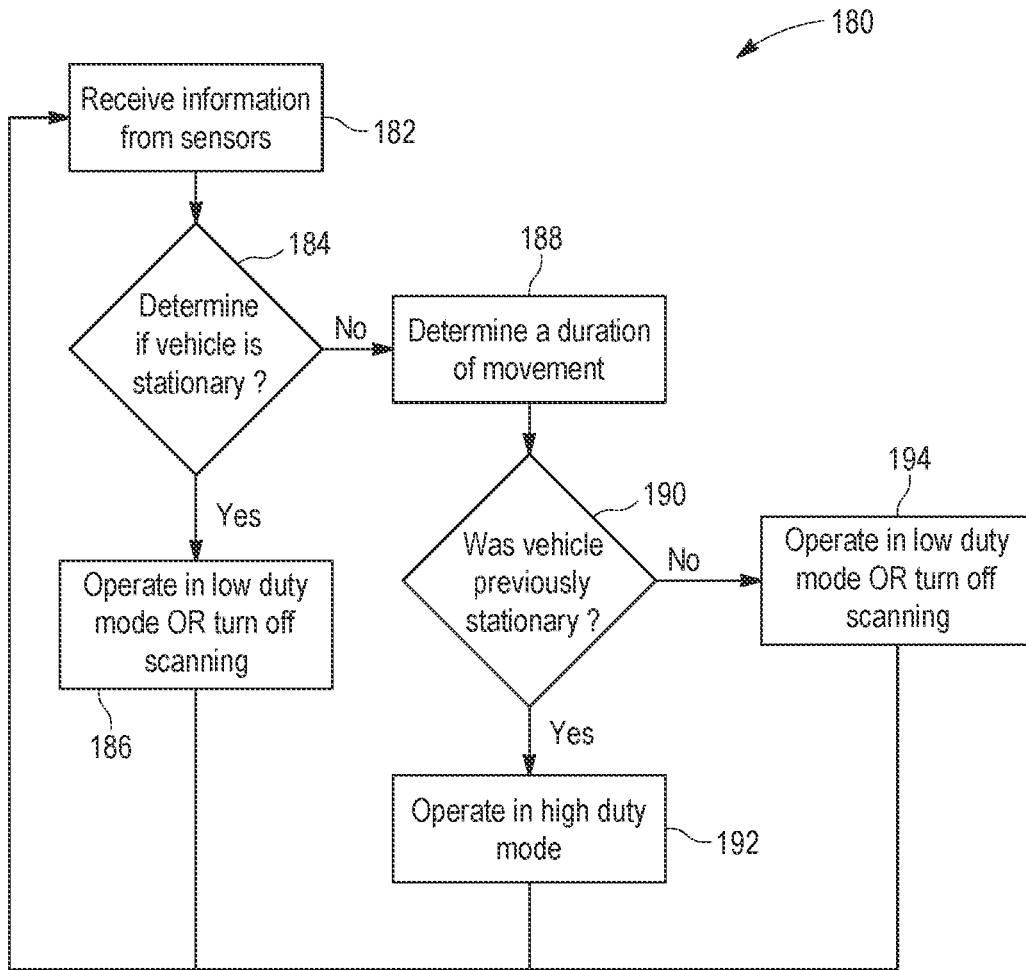 180
Receive information
from sensors
182
184
Determine
if vehicle is
stationary ?
No
188
Determine a duration
of movement
Yes
190
Was vehicle
previously
stationary ?
No
194
Operate in low duty
mode OR turn off
scanning
Operate in low duty
mode OR turn off
scanning
186
Yes
Operate in high duty
mode
192